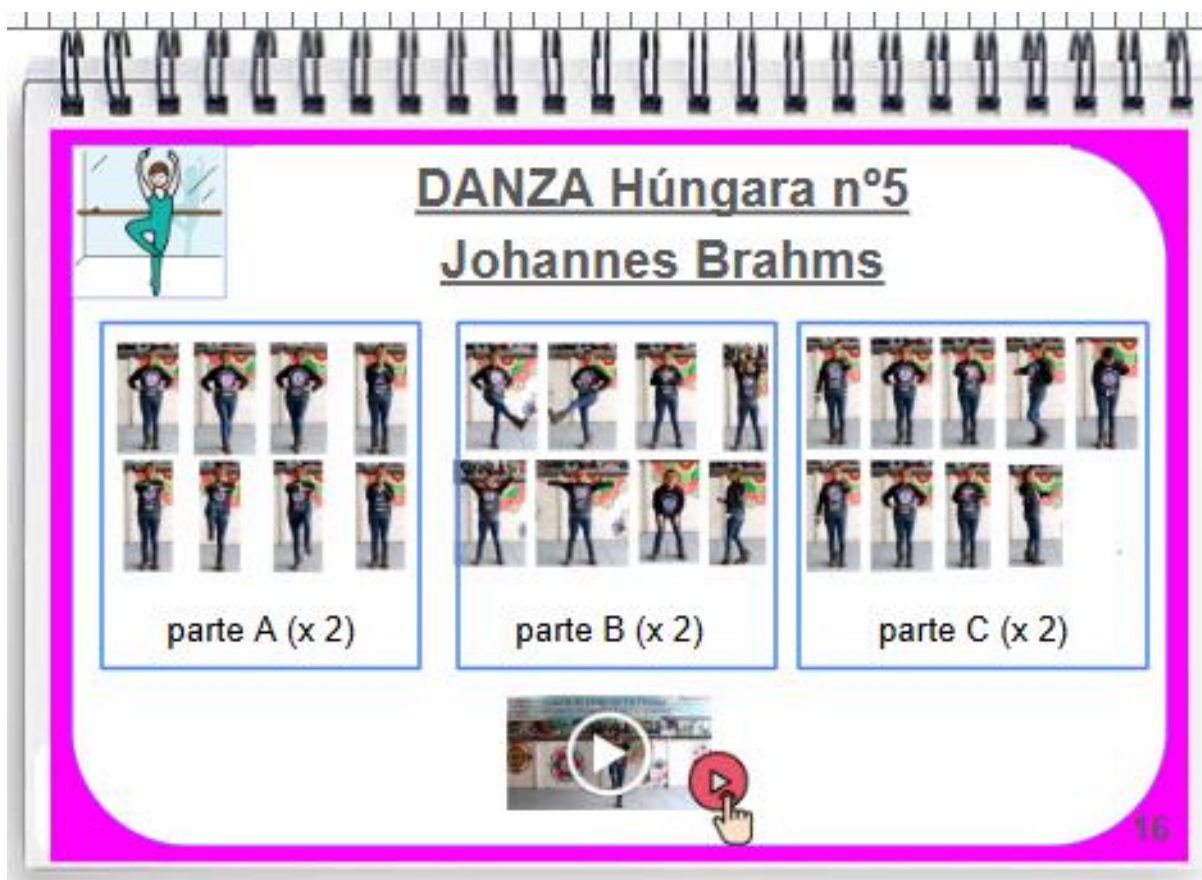 DANZA Húngara nº5
Johannes Brahms
parte A (x 2)
parte B (x 2)
parte C (x 2)
16